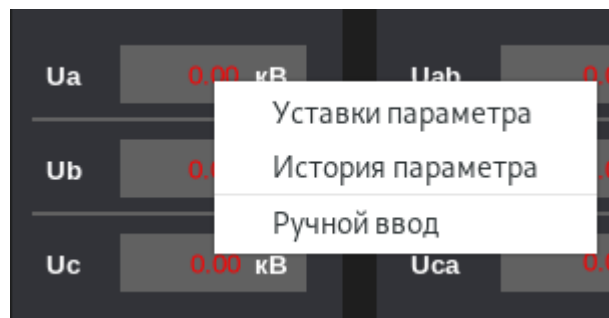 Ua 0.00 кВ Uab
Уставки параметра
История параметра
Ub
Ручной ввод
Uc 0.00 кВ Uca